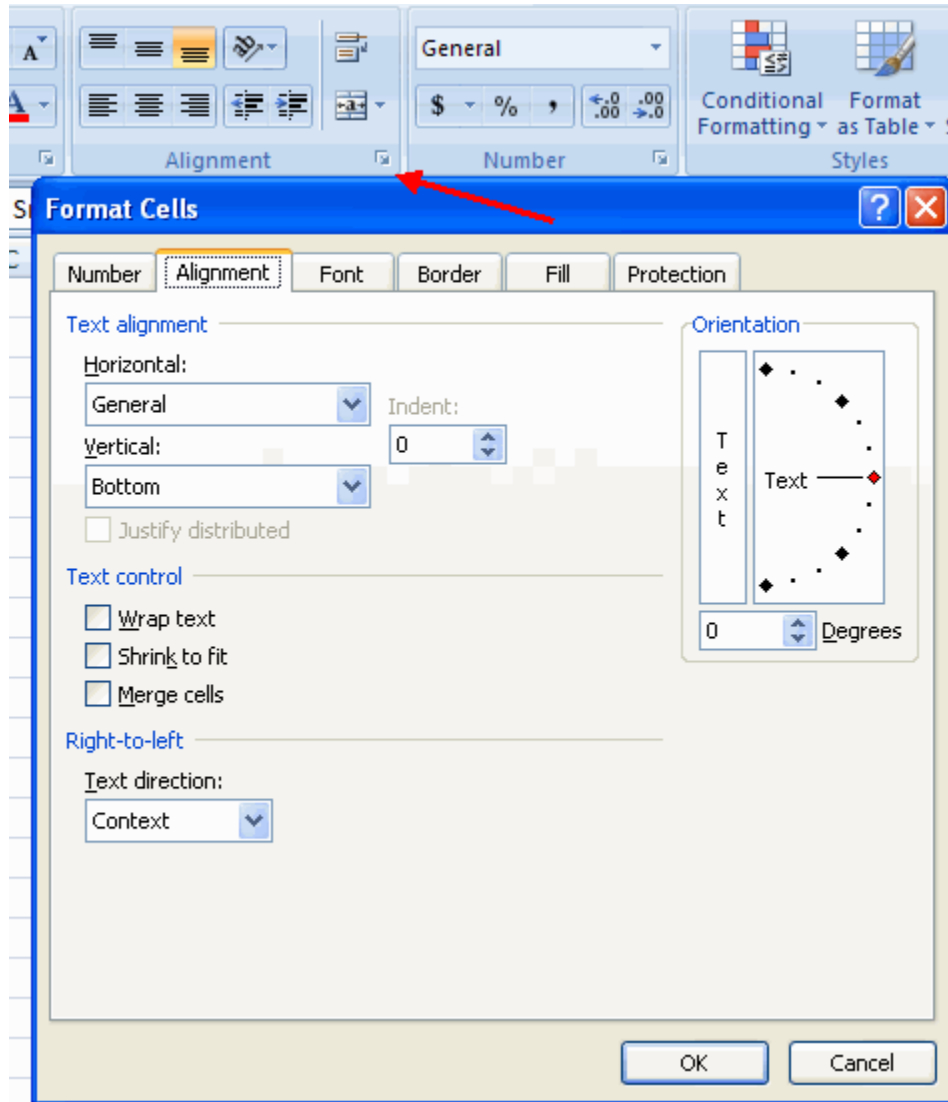 A
General
$ % ,
.0 .00
.00 .0
A
a
Conditional Format
Formatting as Table
Alignment
Number
Styles
Format Cells
?
Number
Alignment
Font
Border
Fill
Protection
Text alignment
Horizontal:
General
Indent:
0
Vertical:
Bottom
Justify distributed
Text control
Wrap text
Shrink to fit
Merge cells
Right-to-left
Text direction:
Context
Orientation
T
e
x
t
Text
0
Degrees
OK
Cancel